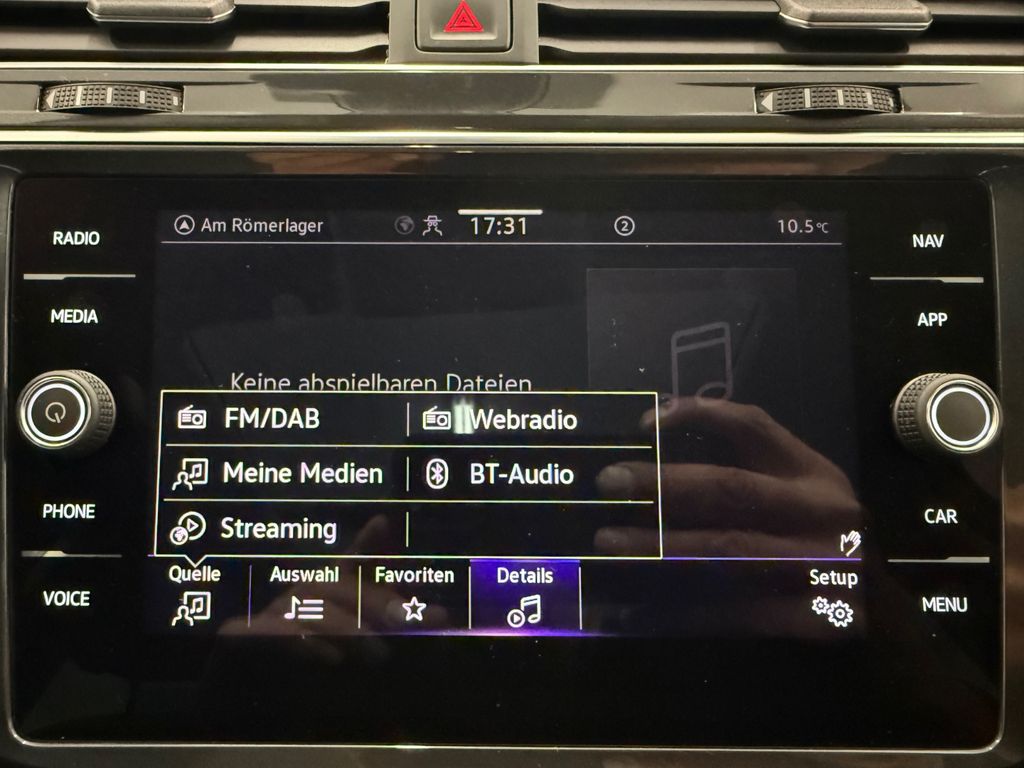 Am Römerlager 17:31 2 10.5°C
RADIO
NAV
MEDIA
APP
Keine abspielbaren Dateien
FM/DAB Webradio
Meine Medien BT-Audio
Streaming
PHONE
CAR
Quelle Auswahl Favoriten Details Setup
VOICE
MENU